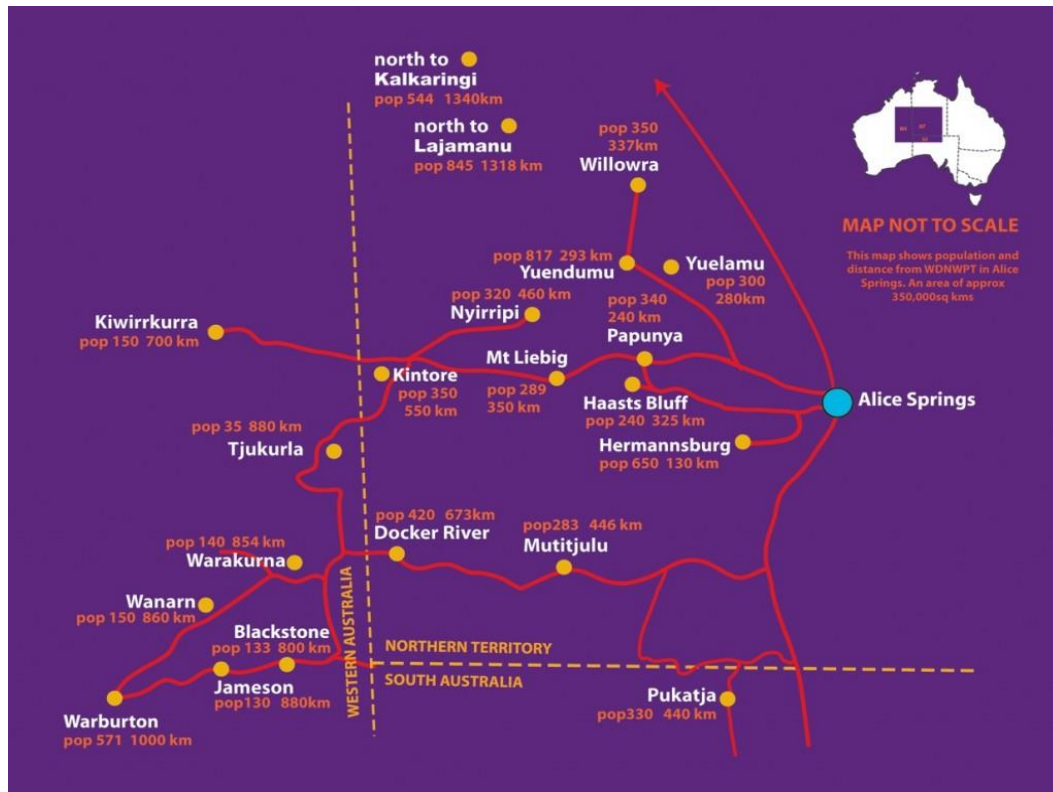 north to
Kalkaringi
pop 544 1340km
north to
Lajamanu
pop 845 1318 km
pop 350
337km
Willowra
MAP NOT TO SCALE
This map shows population and
distance from WDNWPT in Alice
Springs. An area of approx
350,000sq kms
pop 817 293 km
Yuendumu
Yuelamu
pop 300
280km
pop 320 460 km
Nyirripi
pop 340
240 km
Papunya
Kiwirrkurra
pop 150 700 km
Mt Liebig
pop 289
350 km
Kintore
pop 350
550 km
Haasts Bluff
pop 240 325 km
Alice Springs
Hermannsburg
pop 650 130 km
pop 35 880 km
Tjukurla
pop 420 673km
Docker River
pop283 446 km
Mutitjulu
pop 140 854 km
Warakurna
Wanarn
pop 150 860 km
Blackstone
pop 133 800 km
WESTERN AUSTRALIA
NORTHERN TERRITORY
SOUTH AUSTRALIA
Jameson
pop130 880km
Pukatja
pop330 440 km
Warburton
pop 571 1000 km